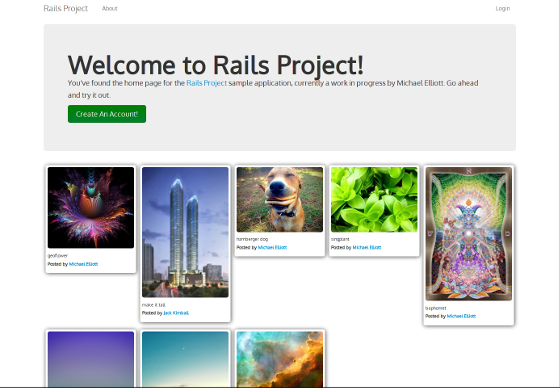 Rails Project
About
Login
Welcome to Rails Project!
You've found the home page for the Rails Project sample application, currently a work in progress by Michael Elliott. Go ahead
and try it out.
Create An Account!
geoflower
Posted by Michael Elliott
make it tall
Posted by Jack Kimball
hamberger dog
Posted by Michael Elliott
Posted by Michael Elliott
baphomet
Posted by Michael Elliott